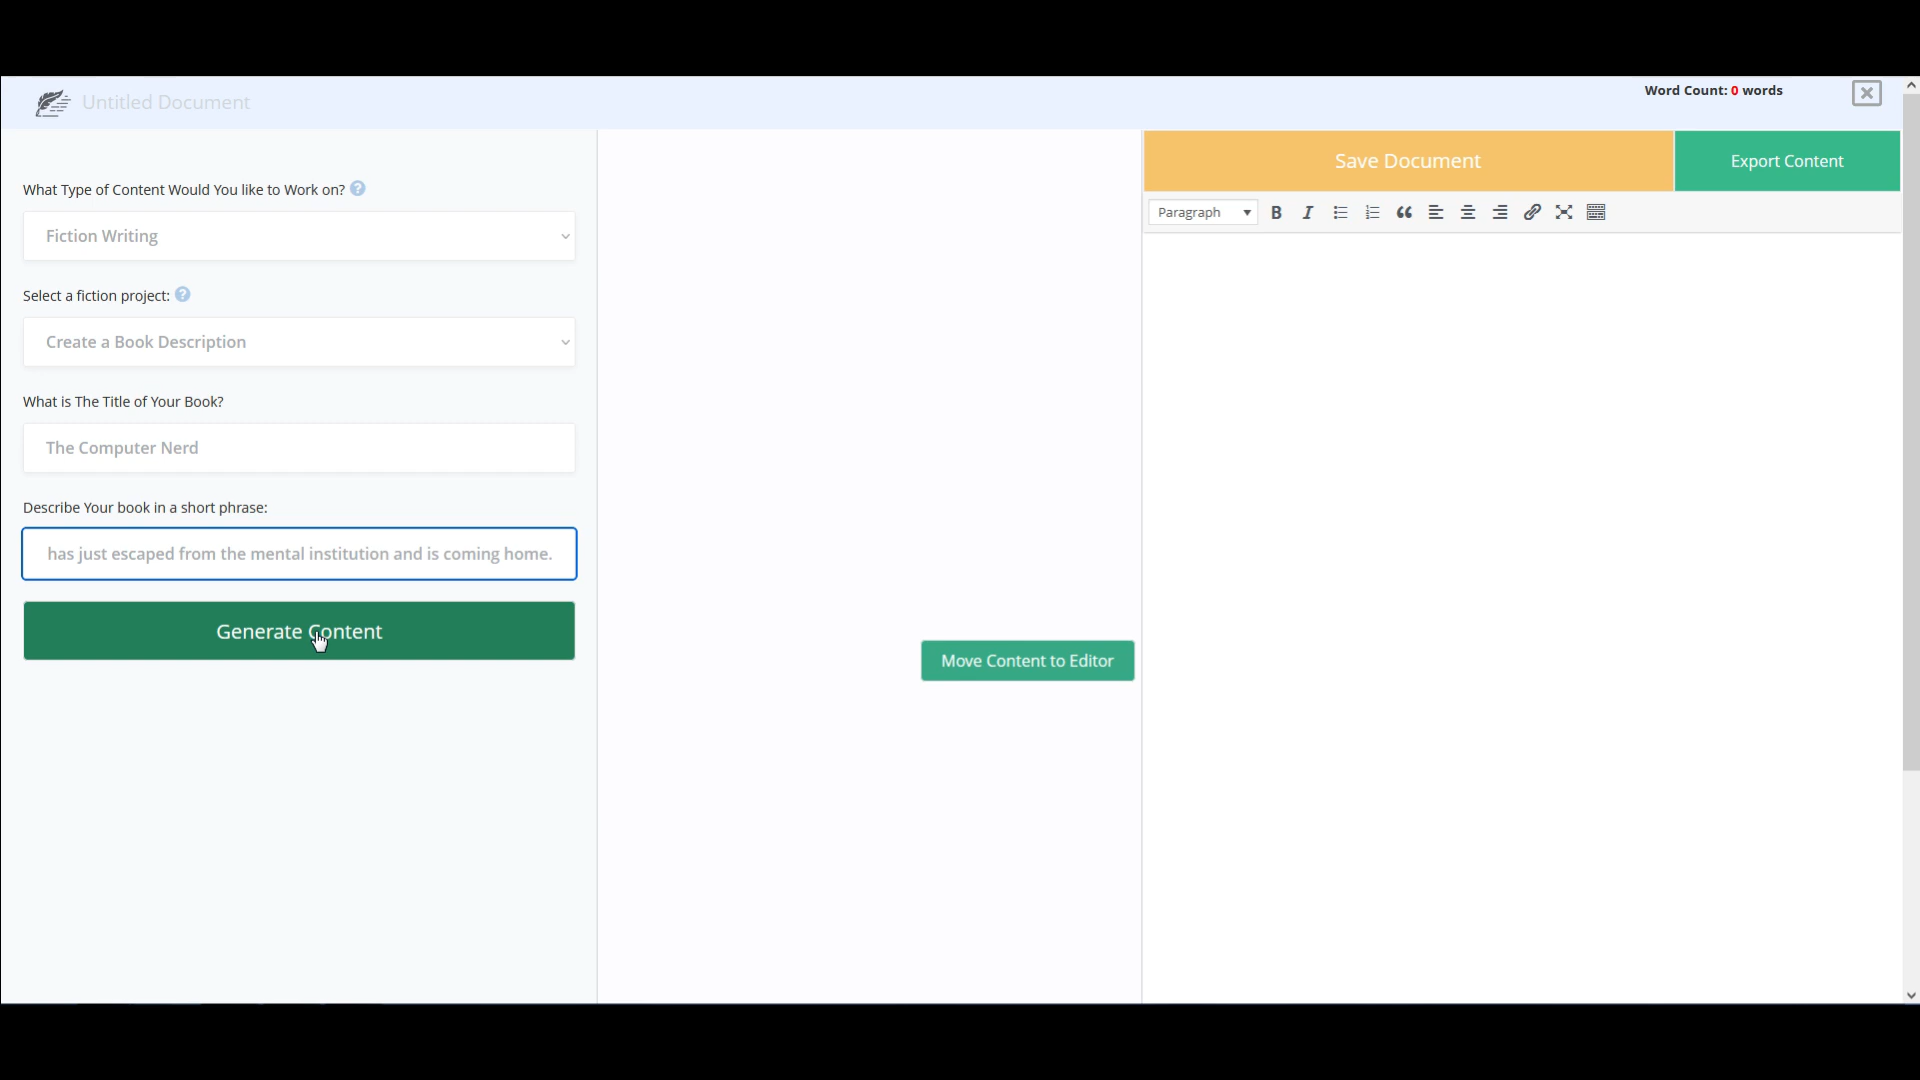 Untitled Document
Word Count: 0 words
What Type of Content Would You like to Work on?
Fiction Writing
Select a fiction project:
Create a Book Description
What is The Title of Your Book?
The Computer Nerd
Describe Your book in a short phrase:
has just escaped from the mental institution and is coming home.
Generate Content
Move Content to Editor
Save Document
Export Content
Paragraph